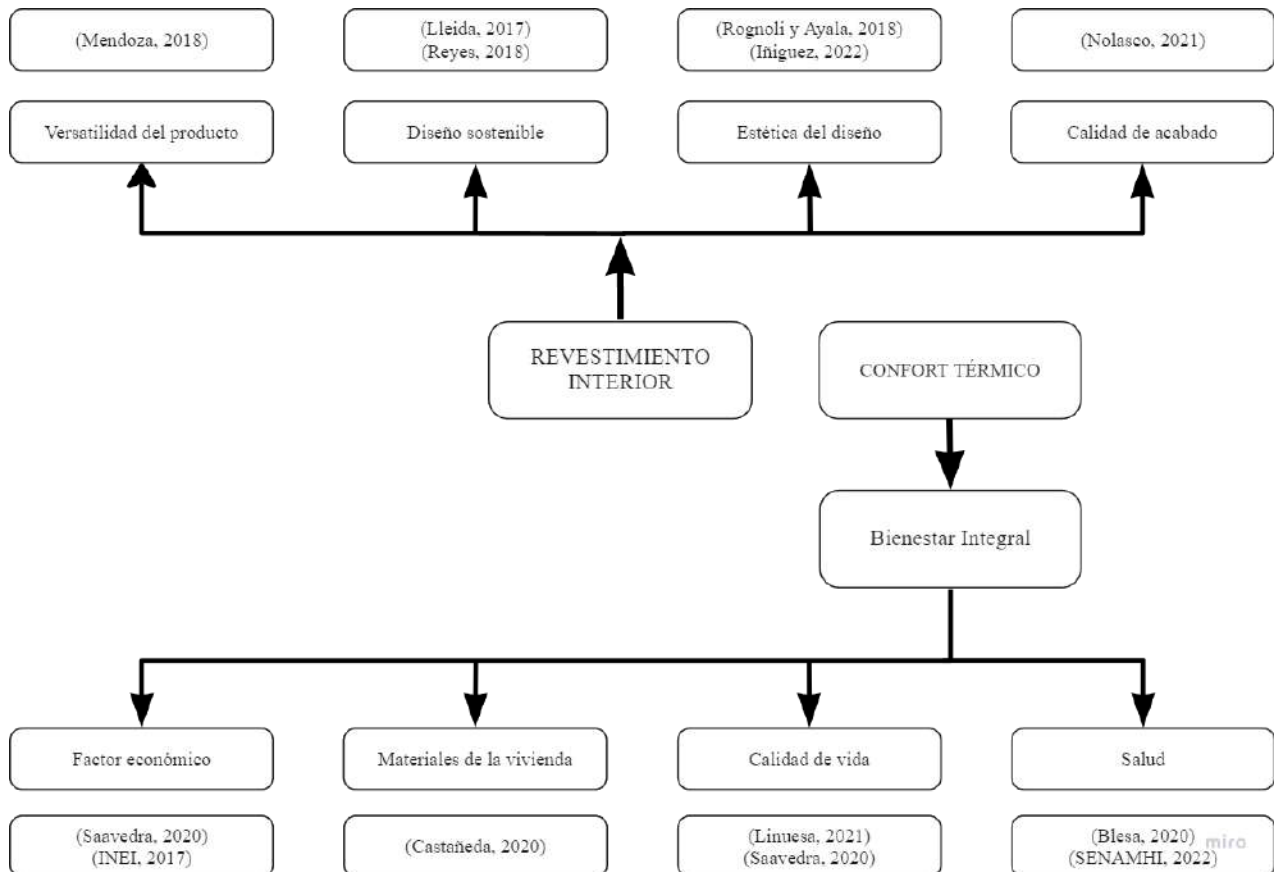 (Mendoza, 2018)
(Lleida, 2017)
(Reyes, 2018)
(Rognoli y Ayala, 2018)
(Iñiguez, 2022)
(Nolasco, 2021)
Versatilidad del producto
Diseño sostenible
Estética del diseño
Calidad de acabado
REVESTIMIENTO
INTERIOR
CONFORT TÉRMICO
Bienestar Integral
Factor económico
Materiales de la vivienda
Calidad de vida
Salud
(Saavedra, 2020)
(INEI, 2017)
(Castañeda, 2020)
(Linuesa, 2021)
(Saavedra, 2020)
(Blesa, 2020)
(SENAMHI, 2022)
miro